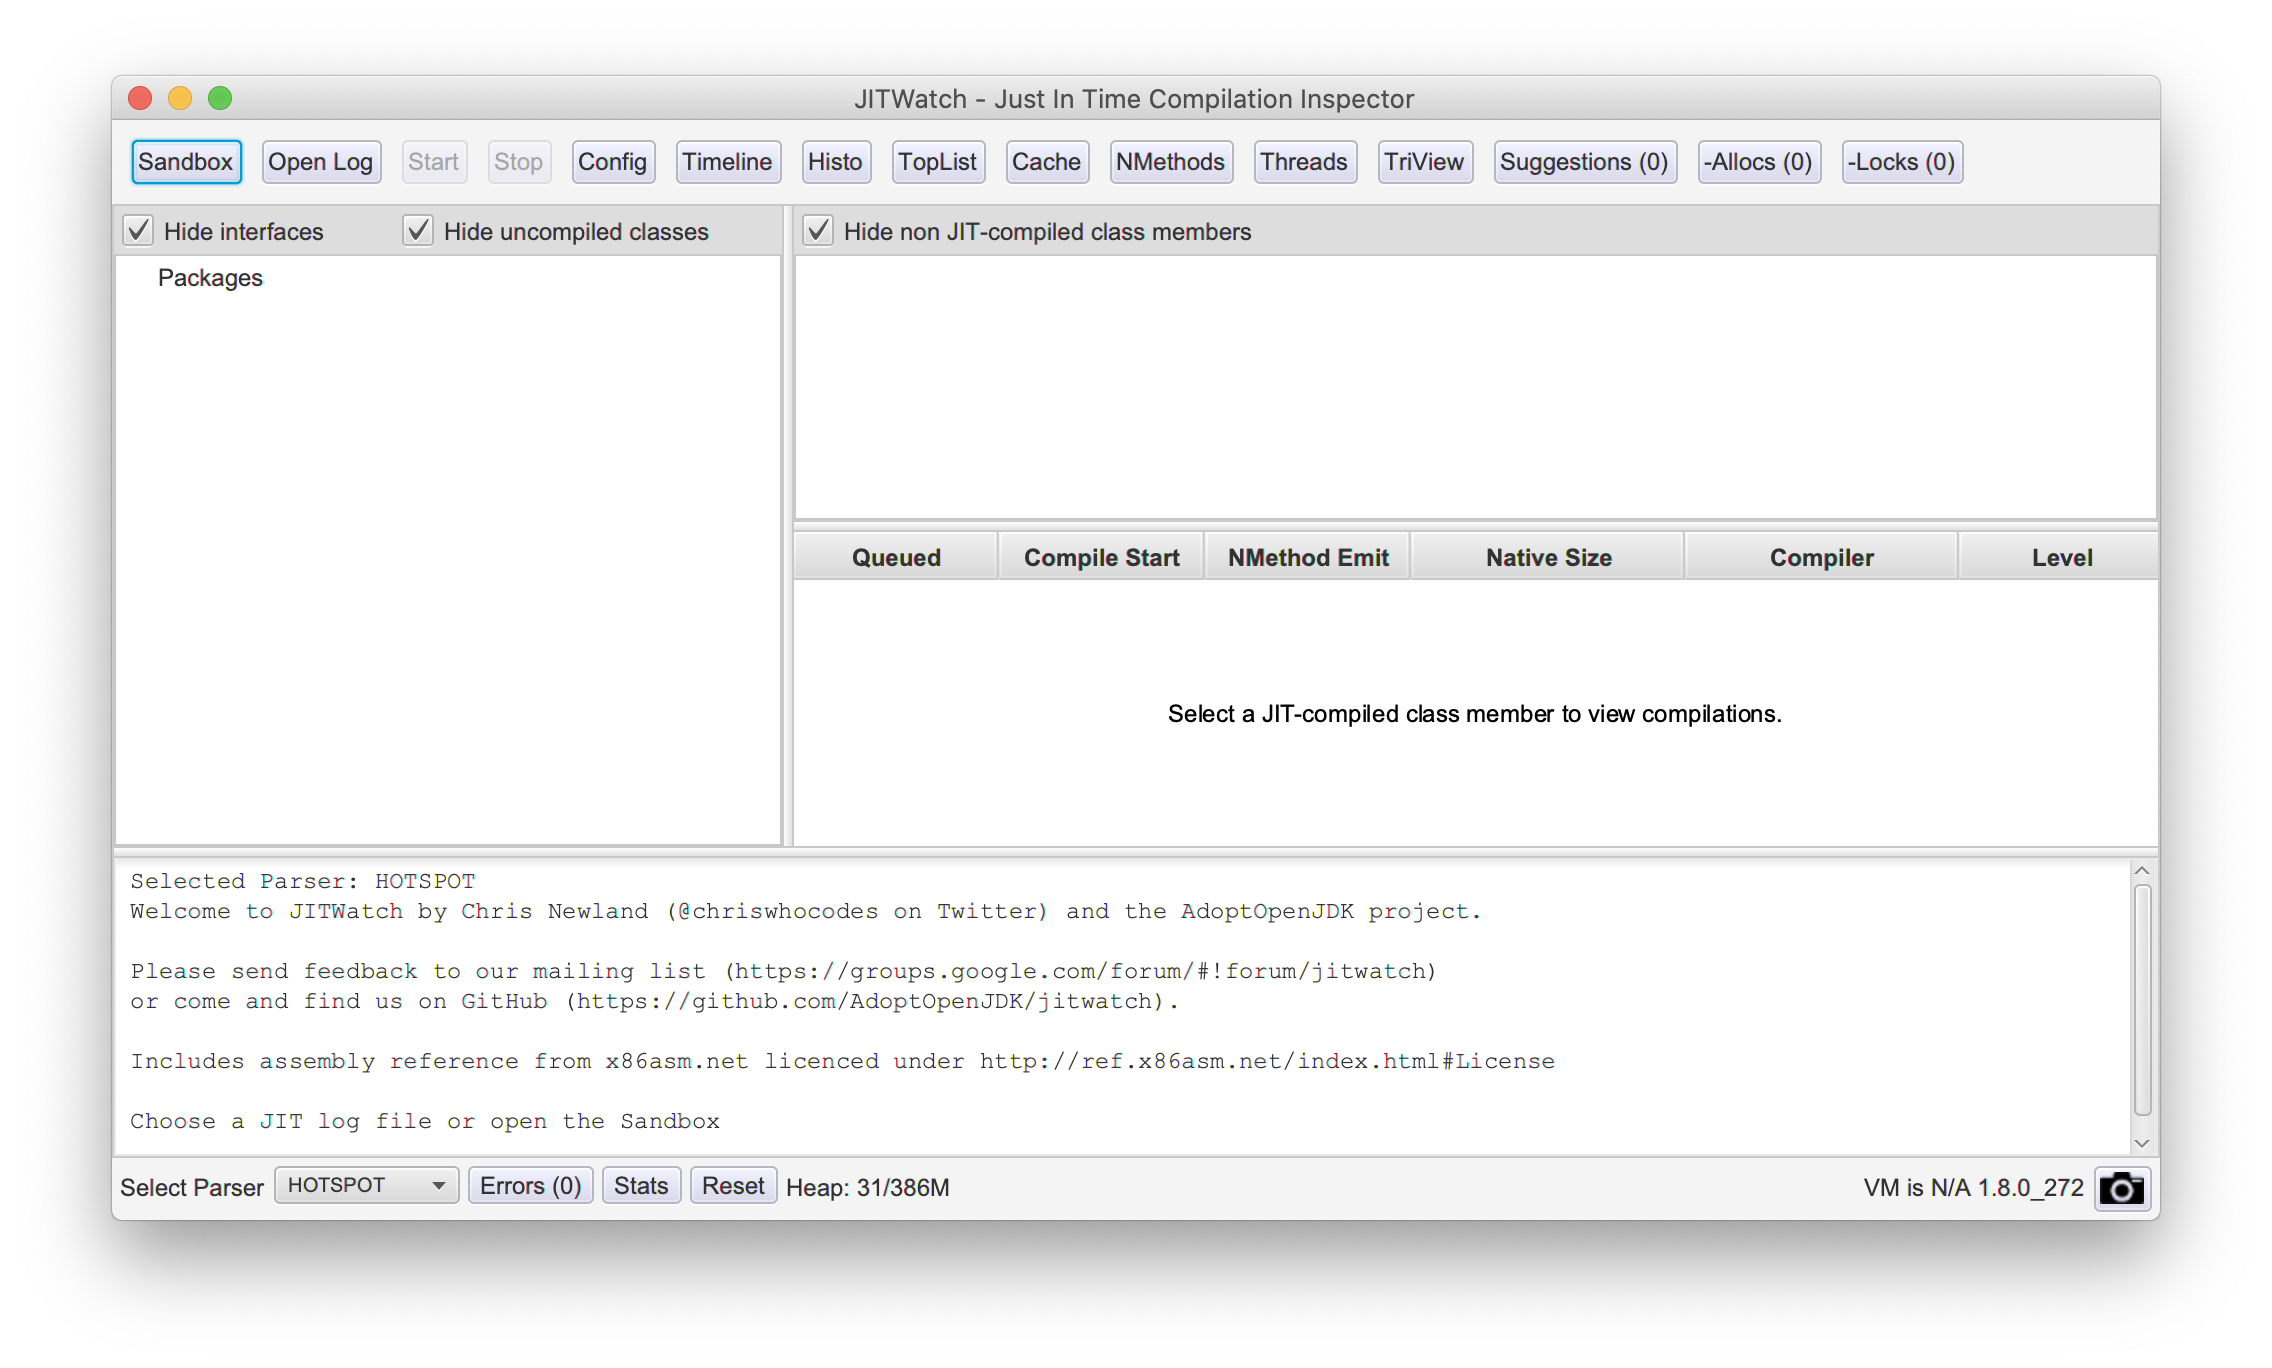 JITWatch - Just In Time Compilation Inspector
Sandbox Open Log Start Stop Config Timeline Histo TopList Cache NMethods Threads TriView Suggestions (0) -Allocs (0) -Locks (0)
Hide interfaces Hide uncompiled classes Hide non JIT-compiled class members
Packages
Queued Compile Start NMethod Emit Native Size Compiler Level
Select a JIT-compiled class member to view compilations.
Selected Parser: HOTSPOT
Welcome to JITWatch by Chris Newland (@chriswhocodes on Twitter) and the AdoptOpenJDK project.
Please send feedback to our mailing list (https://groups.google.com/forum/#!forum/jitwatch)
or come and find us on GitHub (https://github.com/AdoptOpenJDK/jitwatch).
Includes assembly reference from x86asm.net licenced under http://ref.x86asm.net/index.html#License
Choose a JIT log file or open the Sandbox
Select Parser HOTSPOT Errors (0) Stats Reset Heap: 31/386M VM is N/A 1.8.0_272